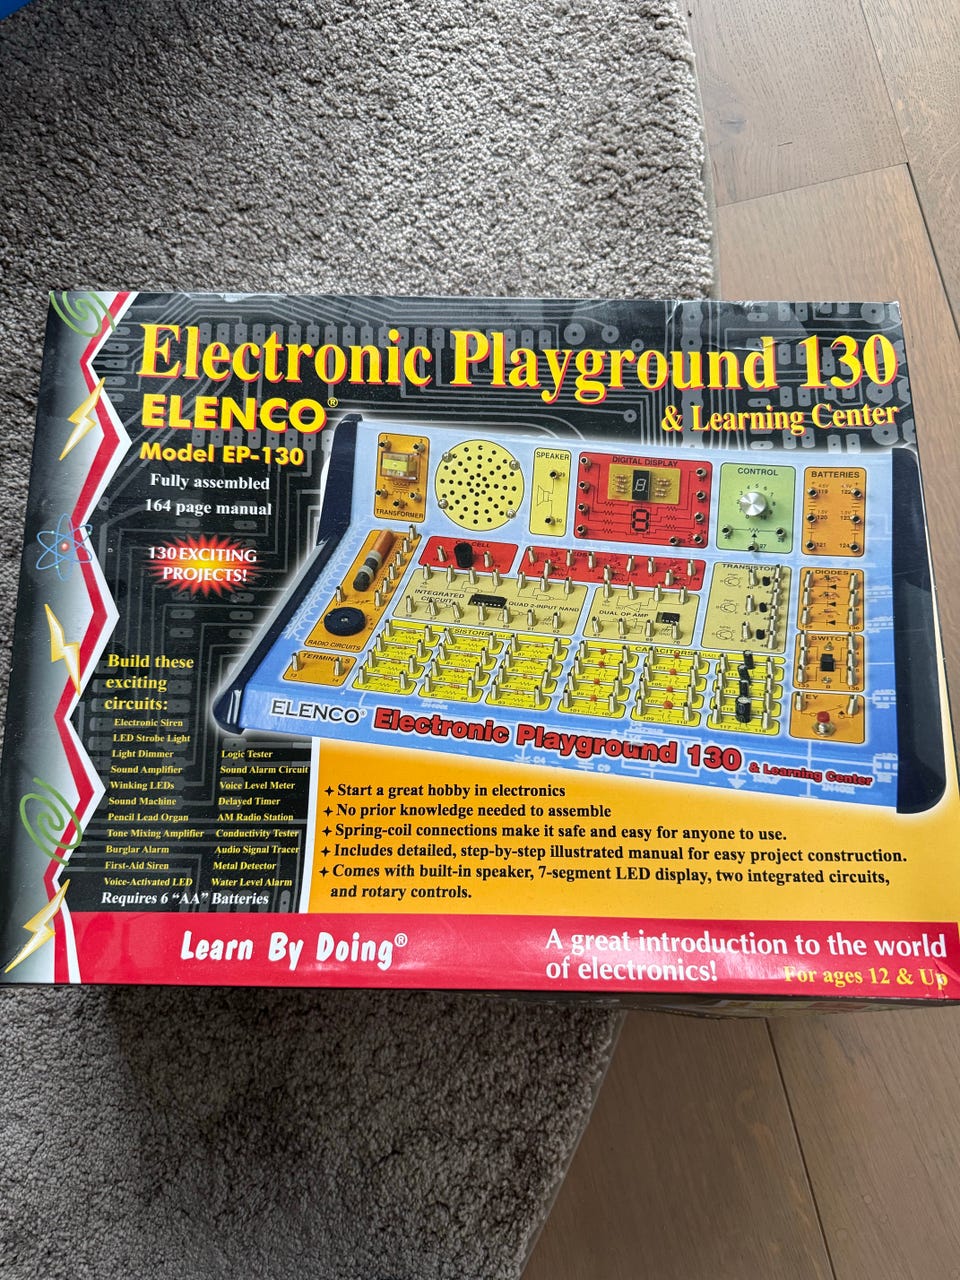 Electronic Playground 130
& Learning Center
ELENCO®
Model EP-130
Fully assembled
164 page manual
130 EXCITING
PROJECTS!
TRANSFORMER
SPEAKER
DIGITAL DISPLAY
CONTROL
BATTERIES
TRANSISTOR
DIODES
INTEGRATED
CIRCUIT
QUAD 2-INPUT NAND
DUAL OP AMP
SWITCH
RADIO CIRCUITS
TERMINALS
ELENCO® Electronic Playground 130 & Learning Center
Build these
exciting
circuits:
Electronic Siren
LED Strobe Light
Light Dimmer
Sound Amplifier
Winking LEDs
Sound Machine
Pencil Lead Organ
Tone Mixing Amplifier
Burglar Alarm
First-Aid Siren
Voice-Activated LED
Logic Tester
Sound Alarm Circuit
Voice Level Meter
Delayed Timer
AM Radio Station
Conductivity Tester
Audio Signal Tracer
Metal Detector
Water Level Alarm
Requires 6 “AA” Batteries
Start a great hobby in electronics
No prior knowledge needed to assemble
Spring-coil connections make it safe and easy for anyone to use.
Includes detailed, step-by-step illustrated manual for easy project construction.
Comes with built-in speaker, 7-segment LED display, two integrated circuits,
and rotary controls.
Learn By Doing®
A great introduction to the world
of electronics!
For ages 12 & Up